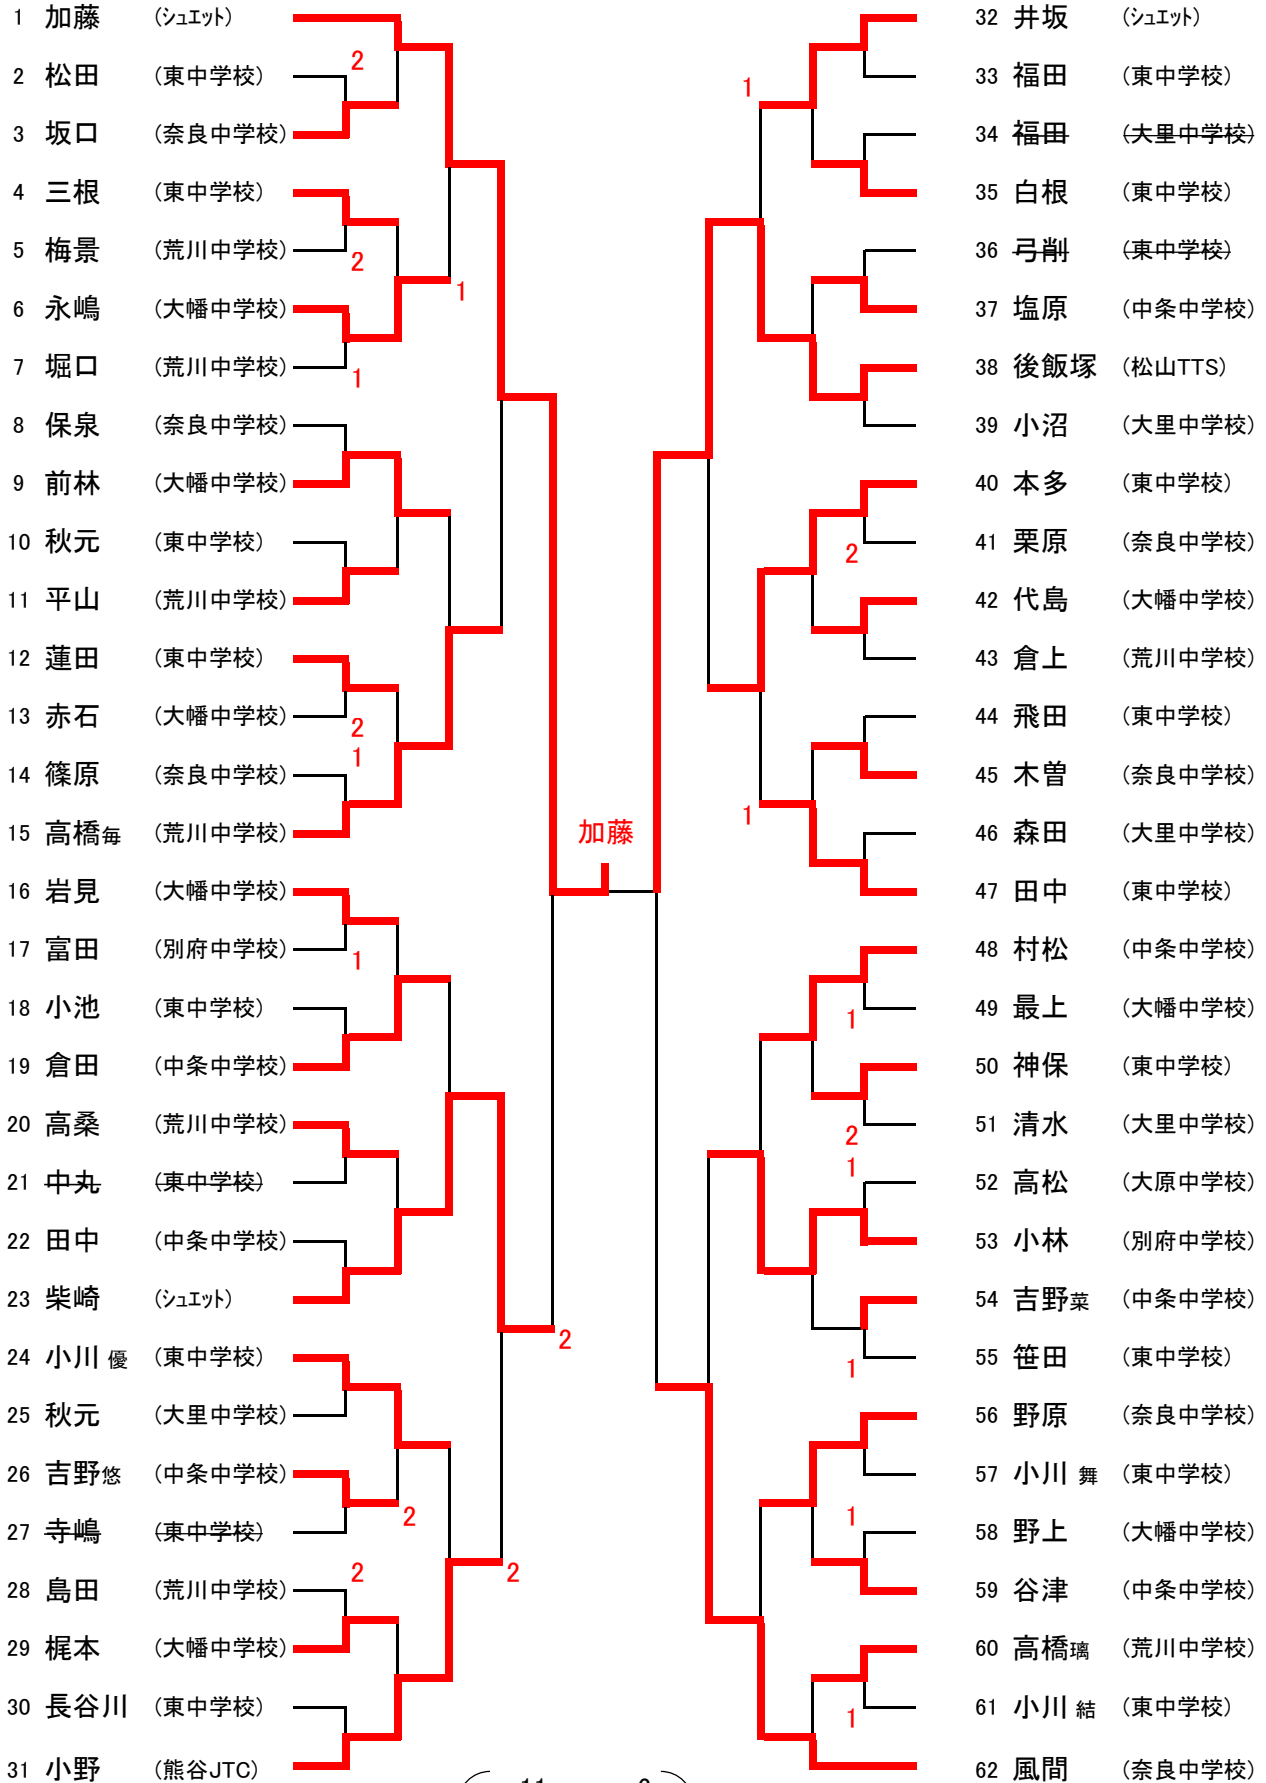 1 加藤 (シュエット)
2
2 松田 (東中学校)
3 坂口 (奈良中学校)
4 三根 (東中学校)
5 梅景 (荒川中学校)
2
1
6 永嶋 (大幡中学校)
7 堀口 (荒川中学校)
1
8 保泉 (奈良中学校)
9 前林 (大幡中学校)
10 秋元 (東中学校)
11 平山 (荒川中学校)
12 蓮田 (東中学校)
13 赤石 (大幡中学校)
2
1
14 篠原 (奈良中学校)
15 高橋毎 (荒川中学校)
16 岩見 (大幡中学校)
17 富田 (別府中学校)
1
18 小池 (東中学校)
19 倉田 (中条中学校)
20 高桑 (荒川中学校)
21 中丸 (東中学校)
22 田中 (中条中学校)
23 柴崎 (シュエット)
2
24 小川 優 (東中学校)
25 秋元 (大里中学校)
26 吉野悠 (中条中学校)
2
27 寺嶋 (東中学校)
2
2
28 島田 (荒川中学校)
29 梶本 (大幡中学校)
30 長谷川 (東中学校)
31 小野 (熊谷JTC)
加藤
32 井坂 (シュエット)
33 福田 (東中学校)
1
34 福田 (大里中学校)
35 白根 (東中学校)
36 弓削 (東中学校)
37 塩原 (中条中学校)
38 後飯塚 (松山TTS)
39 小沼 (大里中学校)
40 本多 (東中学校)
41 栗原 (奈良中学校)
2
42 代島 (大幡中学校)
43 倉上 (荒川中学校)
44 飛田 (東中学校)
45 木曽 (奈良中学校)
1
46 森田 (大里中学校)
47 田中 (東中学校)
48 村松 (中条中学校)
49 最上 (大幡中学校)
1
50 神保 (東中学校)
51 清水 (大里中学校)
2
1
52 高松 (大原中学校)
53 小林 (別府中学校)
54 吉野菜 (中条中学校)
55 笹田 (東中学校)
1
56 野原 (奈良中学校)
57 小川 舞 (東中学校)
1
58 野上 (大幡中学校)
59 谷津 (中条中学校)
60 高橋璃 (荒川中学校)
61 小川 結 (東中学校)
1
62 風間 (奈良中学校)